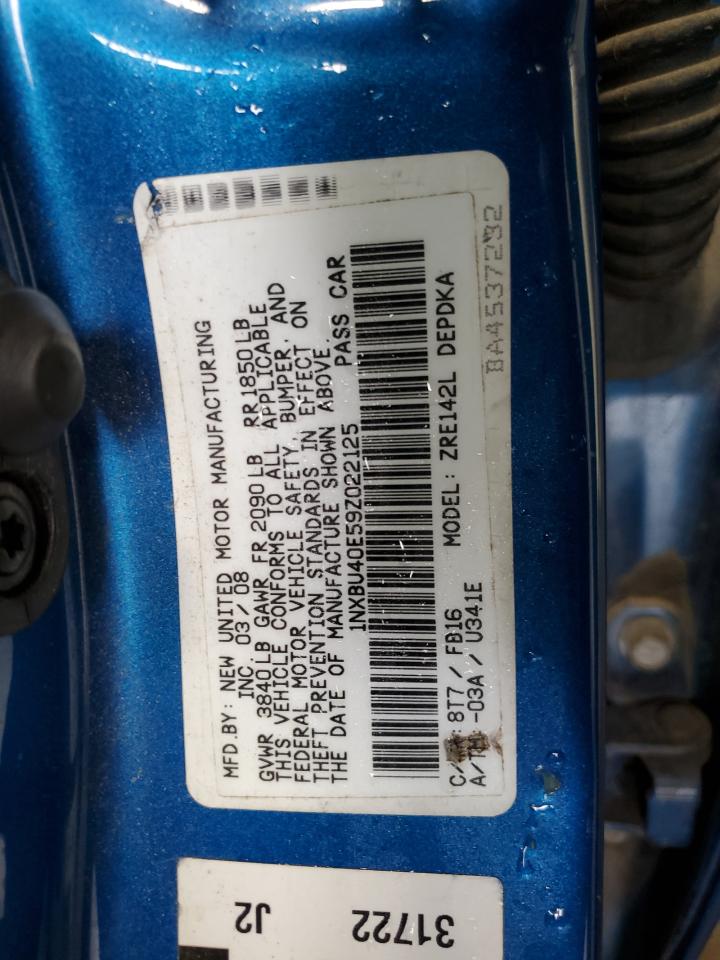 MFD.BY: NEW UNITED MOTOR MANUFACTURING
INC. 03/08
GVWR 3840LB GAWR FR 2090LB RR1850LB
THIS VEHICLE CONFORMS TO ALL APPLICABLE
FEDERAL MOTOR VEHICLE SAFETY, BUMPER, AND
THEFT PREVENTION STANDARDS IN EFFECT ON
THE DATE OF MANUFACTURE SHOWN ABOVE.
1NXBU40E59Z022125 PASS CAR
C/ :8T7/FB16 MODEL: ZRE142L DEPDKA
A/ -03A/U341E
BA4537292
J2
31722